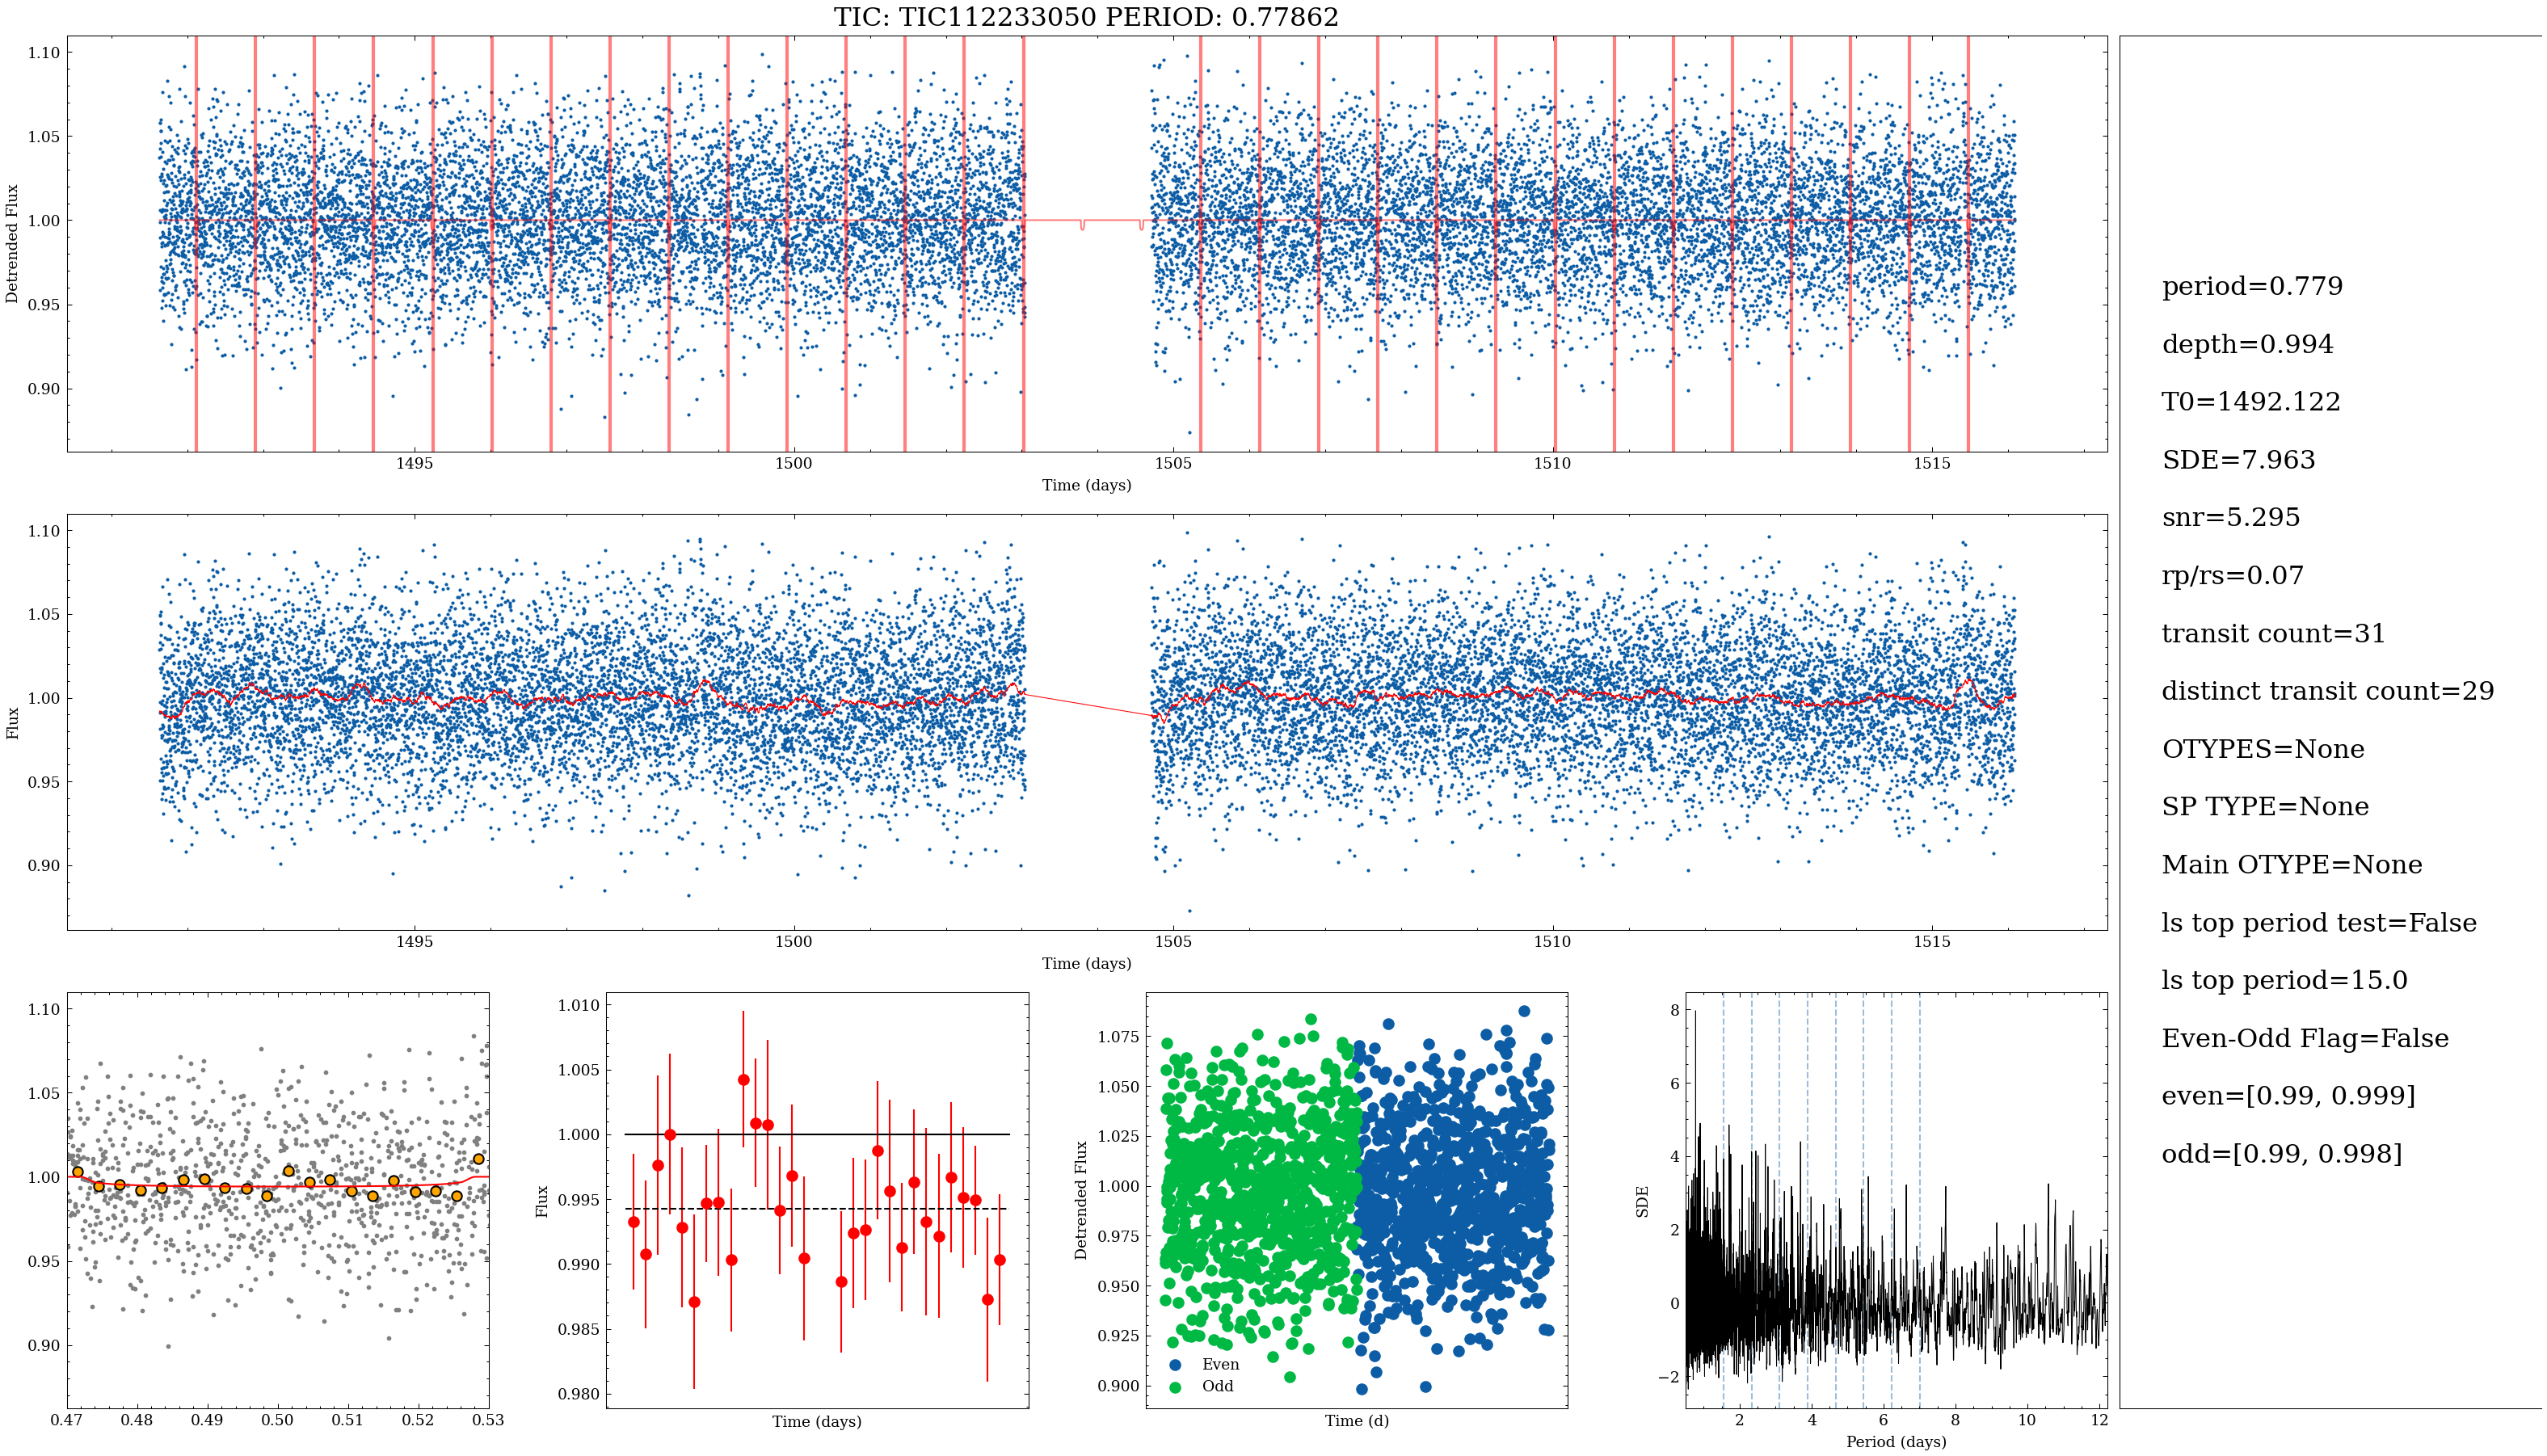 TIC: TIC112233050 PERIOD: 0.77862
1.10
1.05
1.00
0.95
0.90
Detrended Flux
1495
1500
1505
1510
1515
Time (days)
1.10
1.05
1.00
0.95
0.90
Flux
1495
1500
1505
1510
1515
Time (days)
1.10
1.05
1.00
0.95
0.90
0.47
0.48
0.49
0.50
0.51
0.52
0.53
1.010
1.005
1.000
0.995
0.990
0.985
0.980
Flux
Time (days)
1.075
1.050
1.025
1.000
0.975
0.950
0.925
0.900
Detrended Flux
Even
Odd
Time (d)
8
6
4
2
0
−2
SDE
2
4
6
8
10
12
Period (days)
period=0.779
depth=0.994
T0=1492.122
SDE=7.963
snr=5.295
rp/rs=0.07
transit count=31
distinct transit count=29
OTYPES=None
SP TYPE=None
Main OTYPE=None
ls top period test=False
ls top period=15.0
Even-Odd Flag=False
even=[0.99, 0.999]
odd=[0.99, 0.998]